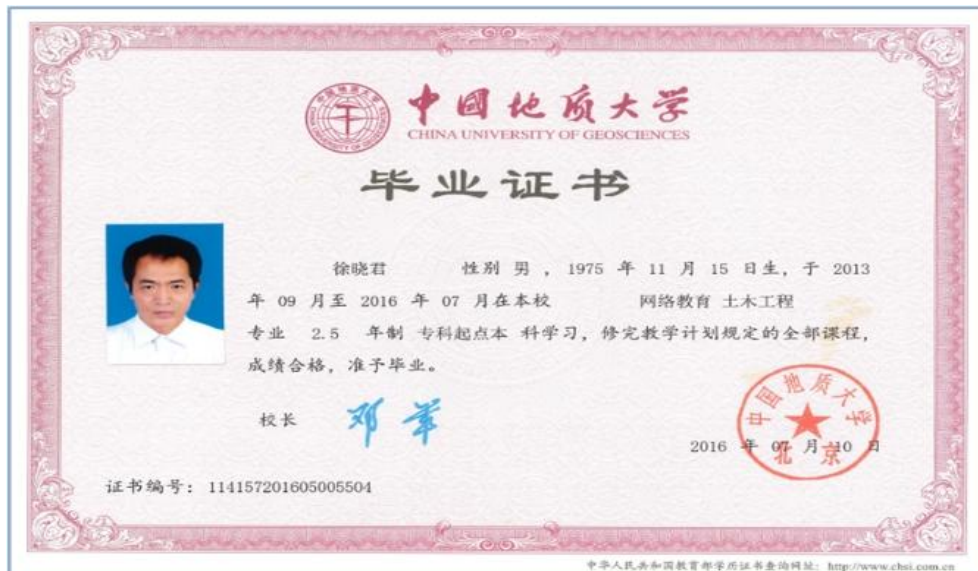 中国地质大学
CHINA UNIVERSITY OF GEOSCIENCES
毕业证书
徐晓君 性别 男 ，1975 年 11 月 15 日生，于 2013
年 09 月至 2016 年 07 月在本校 网络教育 土木工程
专业 2.5 年制 专科起点本 科学习，修完教学计划规定的全部课程，
成绩合格，准予毕业。
校长 邓军
中国地质大学
北京
2016 年 07 月 10 日
证书编号：114157201605005504
中华人民共和国教育部学历证书查询网址：http://www.chsi.com.cn